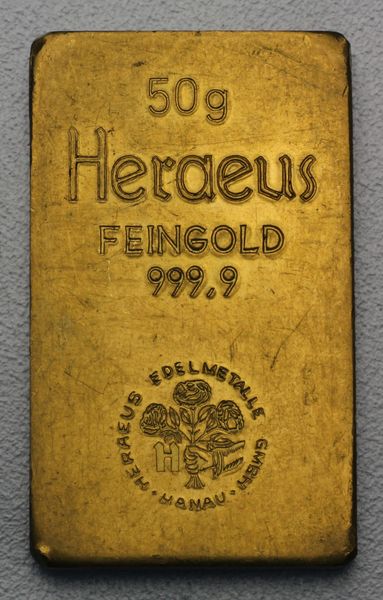 50g
Heraeus
FEINGOLD
999,9
HERAEUS EDELMETALLE GMBH
· HANAU ·
H